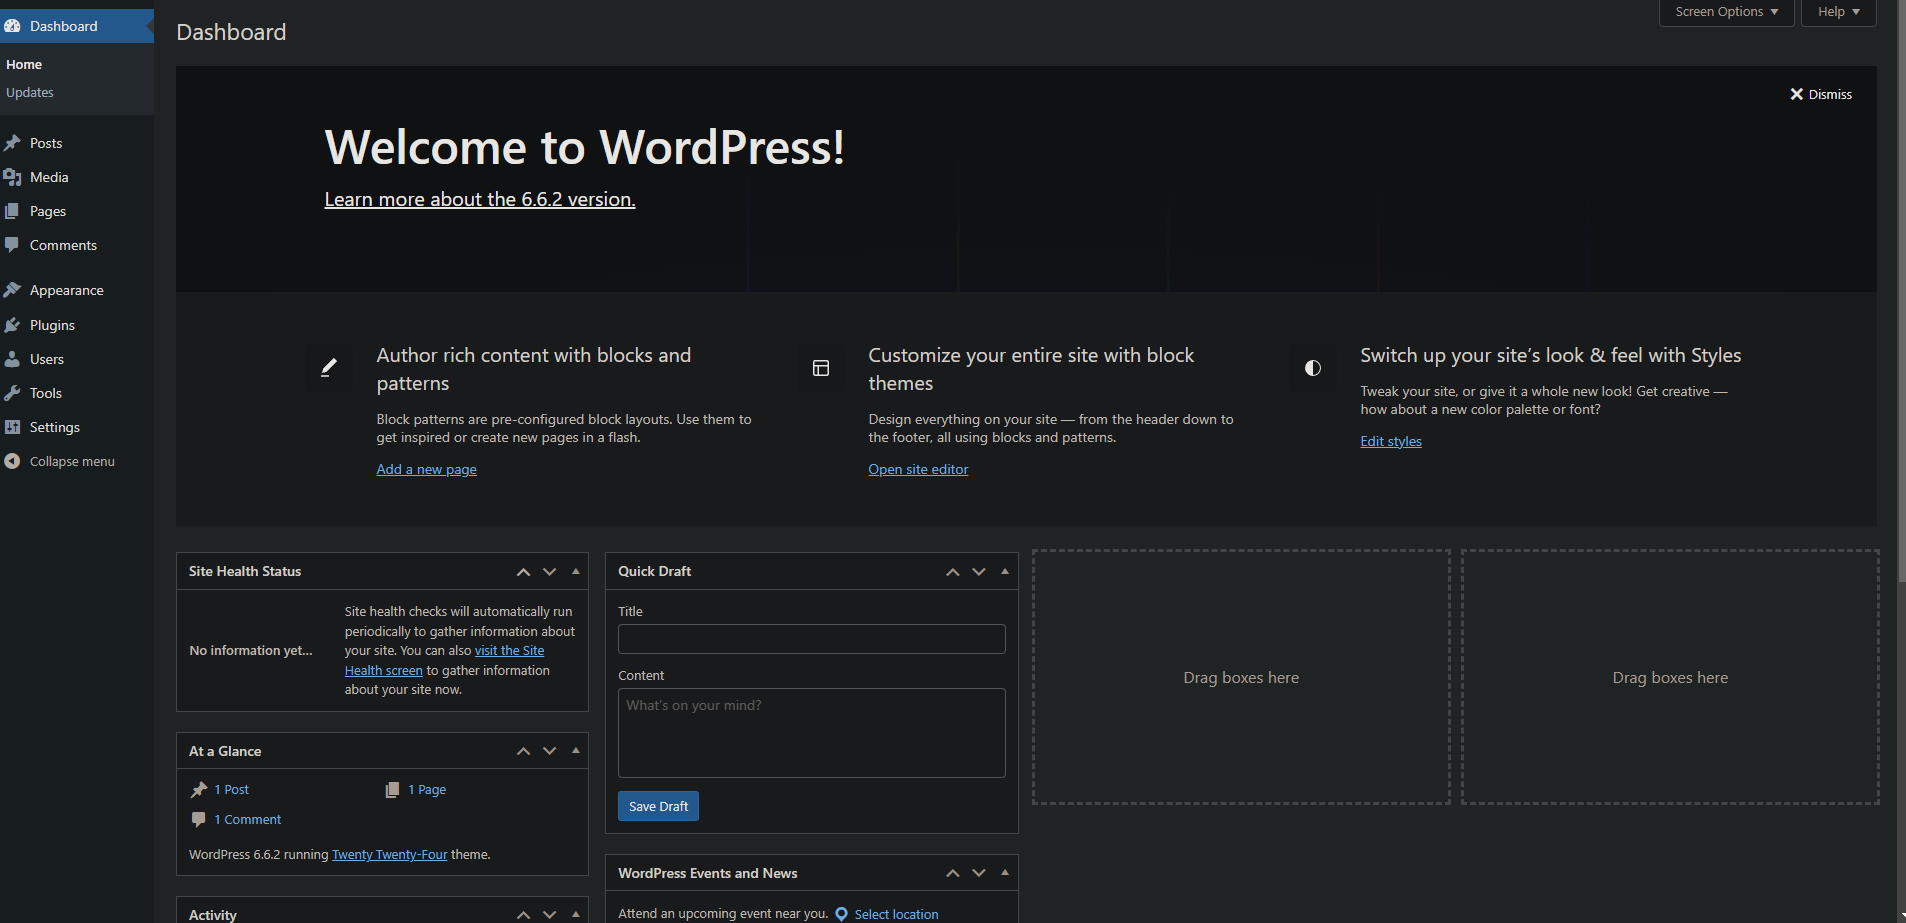 Dashboard
Home
Updates
Posts
Media
Pages
Comments
Appearance
Plugins
Users
Tools
Settings
Collapse menu
Dashboard
Screen Options
Help
Dismiss
Welcome to WordPress!
Learn more about the 6.6.2 version.
Author rich content with blocks and
patterns
Block patterns are pre-configured block layouts. Use them to
get inspired or create new pages in a flash.
Add a new page
Customize your entire site with block
themes
Design everything on your site — from the header down to
the footer, all using blocks and patterns.
Open site editor
Switch up your site’s look & feel with Styles
Tweak your site, or give it a whole new look! Get creative —
how about a new color palette or font?
Edit styles
Site Health Status
No information yet…
Site health checks will automatically run
periodically to gather information about
your site. You can also visit the Site
Health screen to gather information
about your site now.
At a Glance
1 Post
1 Page
1 Comment
WordPress 6.6.2 running Twenty Twenty-Four theme.
Activity
Quick Draft
Title
Content
What’s on your mind?
Save Draft
WordPress Events and News
Attend an upcoming event near you. Select location
Drag boxes here
Drag boxes here